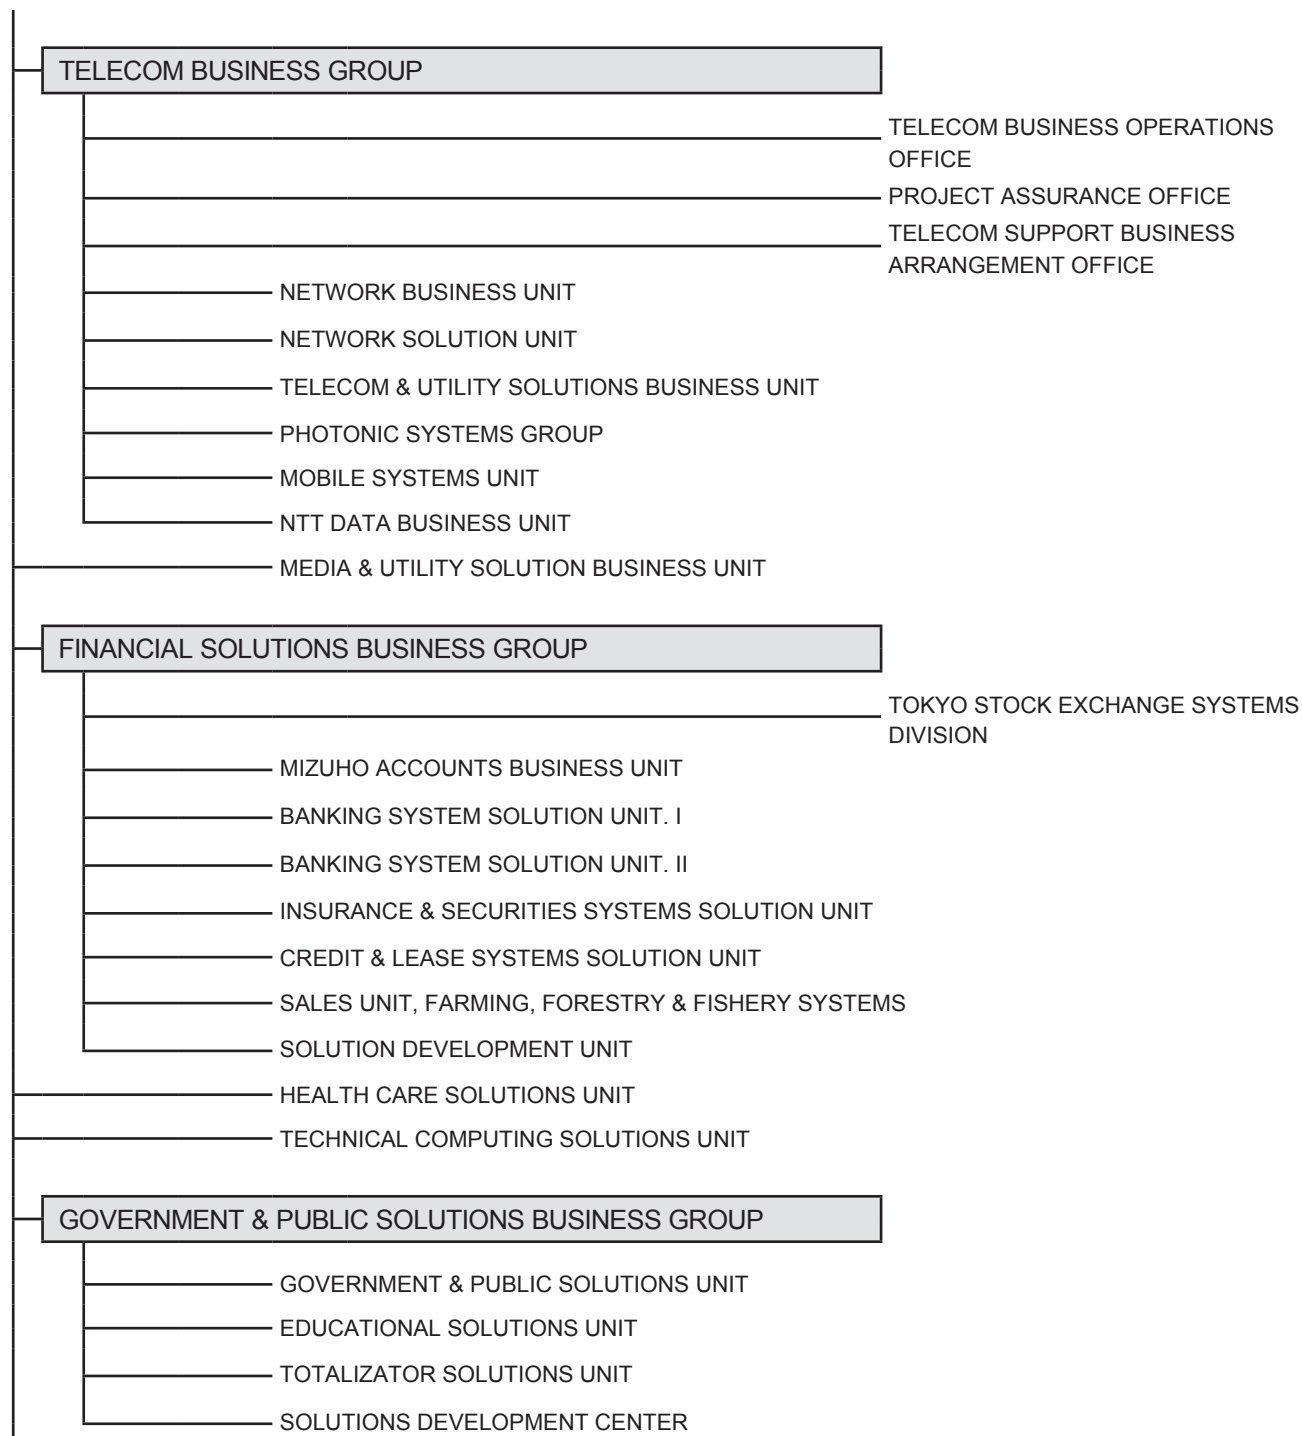 TELECOM BUSINESS GROUP
TELECOM BUSINESS OPERATIONS
OFFICE
PROJECT ASSURANCE OFFICE
TELECOM SUPPORT BUSINESS
ARRANGEMENT OFFICE
NETWORK BUSINESS UNIT
NETWORK SOLUTION UNIT
TELECOM & UTILITY SOLUTIONS BUSINESS UNIT
PHOTONIC SYSTEMS GROUP
MOBILE SYSTEMS UNIT
NTT DATA BUSINESS UNIT
MEDIA & UTILITY SOLUTION BUSINESS UNIT
FINANCIAL SOLUTIONS BUSINESS GROUP
TOKYO STOCK EXCHANGE SYSTEMS
DIVISION
MIZUHO ACCOUNTS BUSINESS UNIT
BANKING SYSTEM SOLUTION UNIT. I
BANKING SYSTEM SOLUTION UNIT. II
INSURANCE & SECURITIES SYSTEMS SOLUTION UNIT
CREDIT & LEASE SYSTEMS SOLUTION UNIT
SALES UNIT, FARMING, FORESTRY & FISHERY SYSTEMS
SOLUTION DEVELOPMENT UNIT
HEALTH CARE SOLUTIONS UNIT
TECHNICAL COMPUTING SOLUTIONS UNIT
GOVERNMENT & PUBLIC SOLUTIONS BUSINESS GROUP
GOVERNMENT & PUBLIC SOLUTIONS UNIT
EDUCATIONAL SOLUTIONS UNIT
TOTALIZATOR SOLUTIONS UNIT
SOLUTIONS DEVELOPMENT CENTER